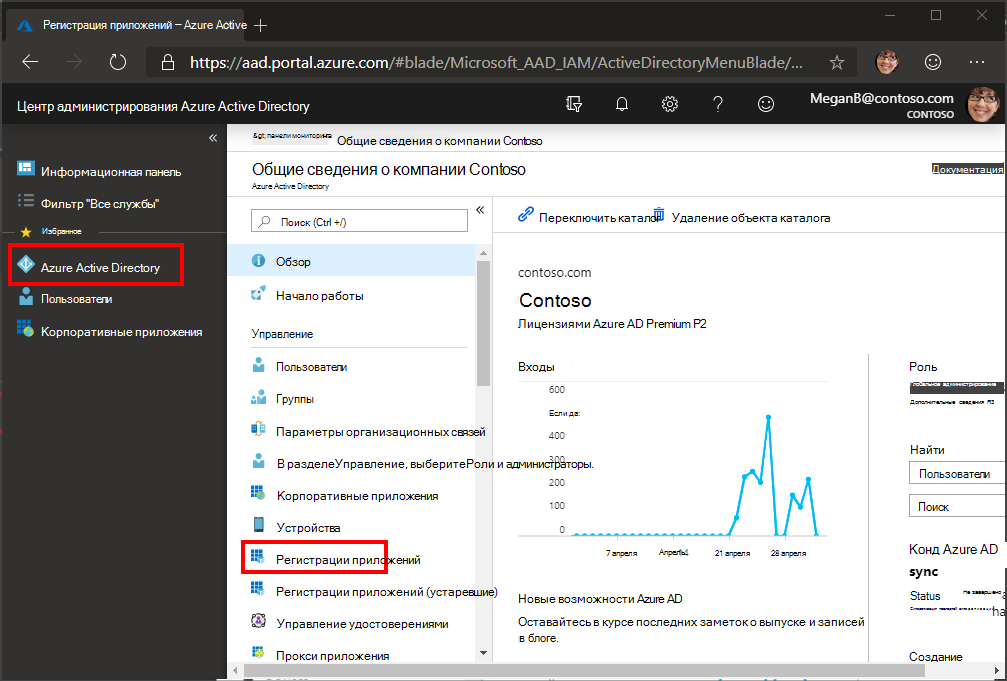 Регистрация приложений – Azure Active
https://aad.portal.azure.com/#blade/Microsoft_AAD_IAM/ActiveDirectoryMenuBlade/...
Центр администрирования Azure Active Directory
MeganB@contoso.com
CONTOSO
Информационная панель
Фильтр "Все службы"
Избранное
Azure Active Directory
Пользователи
Корпоративные приложения
&gt; панели мониторинга Общие сведения о компании Contoso
Общие сведения о компании Contoso
Azure Active Directory
Документация
Поиск (Ctrl +/)
Обзор
Начало работы
Управление
Пользователи
Группы
Параметры организационных связей
В разделеУправление, выберитеРоли и администраторы.
Корпоративные приложения
Устройства
Регистрации приложений
Регистрации приложений (устаревшие)
Управление удостоверениями
Прокси приложения
Переключить каталог Удаление объекта каталога
contoso.com
Contoso
Лицензиями Azure AD Premium P2
Входы
600
Если да:
400
300
200
100
0
7 апреля
21 апреля
28 апреля
Новые возможности Azure AD
Оставайтесь в курсе последних заметок о выпуске и записей
в блоге.
Роль
Глобальное администрирование
Дополнительные сведения
Найти
Пользователи
Поиск
Конд Azure AD
sync
Status
Не завершено
ha
Создание